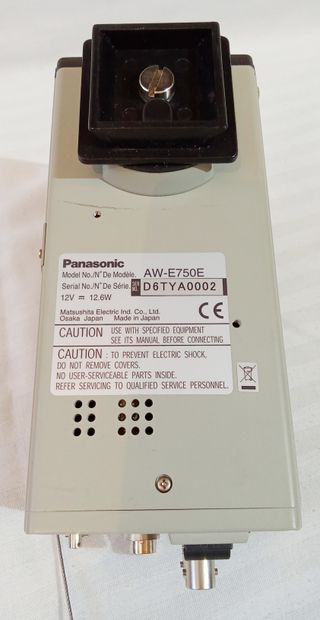 Panasonic
Model No./N° De Modèle. AW-E750E
Serial No./N° De Série. SER. NO. D6TYA0002
12V ⎓ 12.6W
Matsushita Electric Ind. Co., Ltd.
Osaka Japan Made in Japan
CE
CAUTION USE WITH SPECIFIED EQUIPMENT
SEE ITS MANUAL BEFORE CONNECTING
CAUTION : TO PREVENT ELECTRIC SHOCK,
DO NOT REMOVE COVERS.
NO USER-SERVICEABLE PARTS INSIDE.
REFER SERVICING TO QUALIFIED SERVICE PERSONNEL.